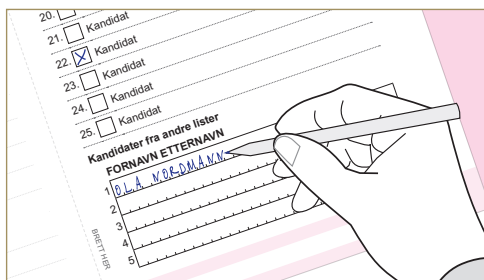 20.
21. Kandidat
22. Kandidat
23. Kandidat
24. Kandidat
25. Kandidat
Kandidater fra andre lister
FORNAVN ETTERNAVN
1 OLA NORDMANN
2
3
4
5
BRETT HER